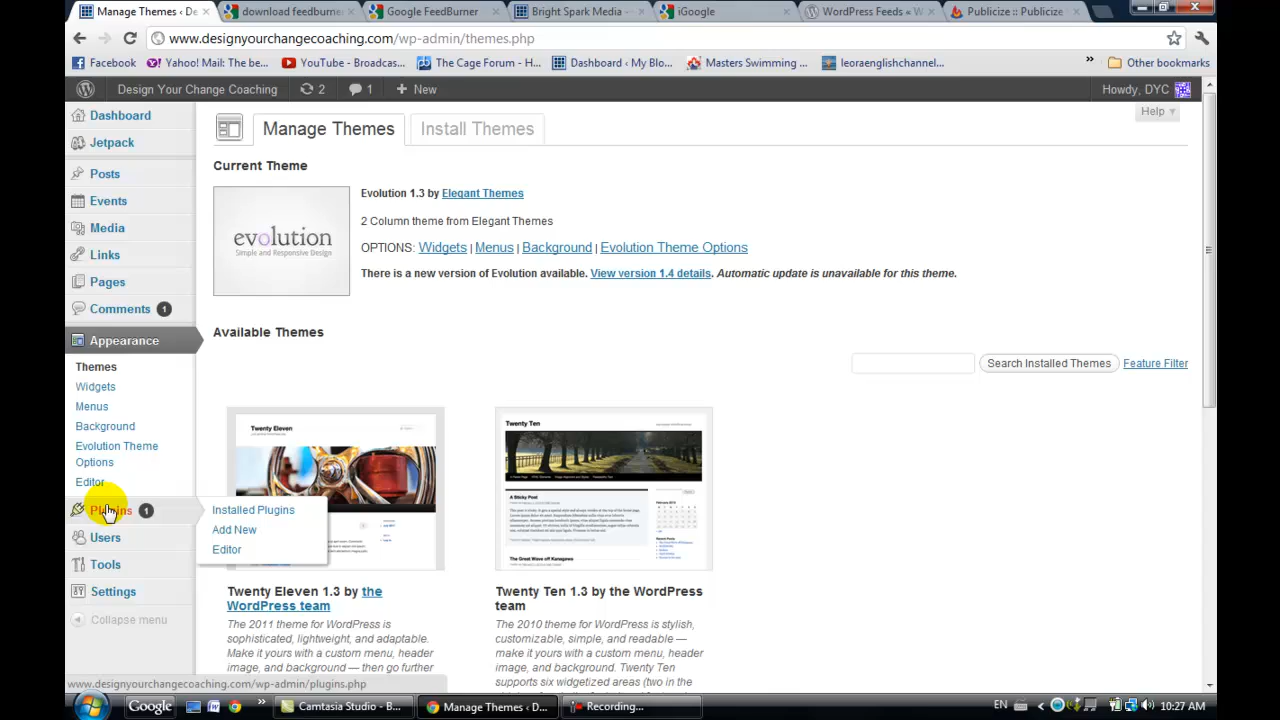 Manage Themes ‹ De
download feedburner
Google FeedBurner
Bright Spark Media
iGoogle
WordPress Feeds « W
Publicize :: Publicize
www.designyourchangecoaching.com/wp-admin/themes.php
Facebook
Yahoo! Mail: The be...
YouTube - Broadcas...
The Cage Forum - H...
Dashboard ‹ My Blo...
Masters Swimming ...
leoraenglishchannel...
Other bookmarks
Design Your Change Coaching
2
1
+ New
Howdy, DYC
Help
Dashboard
Jetpack
Posts
Events
Media
Links
Pages
Comments 1
Appearance
Themes
Widgets
Menus
Background
Evolution Theme
Options
Editor
Plugins 1
Users
Tools
Settings
Collapse menu
Installed Plugins
Add New
Editor
Manage Themes
Install Themes
Current Theme
evolution
Simple and Responsive Design
Evolution 1.3 by Elegant Themes
2 Column theme from Elegant Themes
OPTIONS: Widgets | Menus | Background | Evolution Theme Options
There is a new version of Evolution available. View version 1.4 details. Automatic update is unavailable for this theme.
Available Themes
Search Installed Themes
Feature Filter
Twenty Eleven
Twenty Ten
A Sticky Post
The Great Wave off Kanagawa
Twenty Eleven 1.3 by the
WordPress team
The 2011 theme for WordPress is
sophisticated, lightweight, and adaptable.
Make it yours with a custom menu, header
image, and background — then go further
Twenty Ten 1.3 by the WordPress
team
The 2010 theme for WordPress is stylish,
customizable, simple, and readable —
make it yours with a custom menu, header
image, and background. Twenty Ten
supports six widgetized areas (two in the
www.designyourchangecoaching.com/wp-admin/plugins.php
Google
Camtasia Studio - B...
Manage Themes ‹ D...
Recording...
EN
10:27 AM